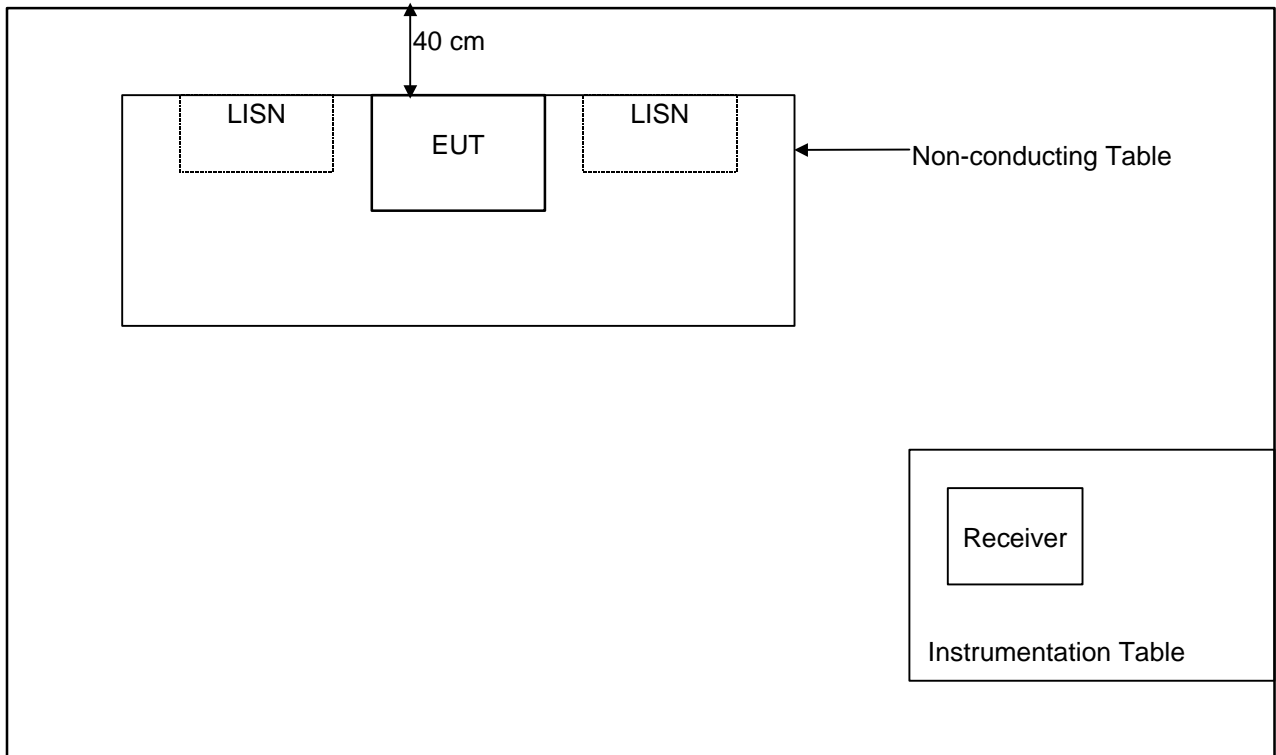 40 cm
LISN
EUT
LISN
Non-conducting Table
Receiver
Instrumentation Table